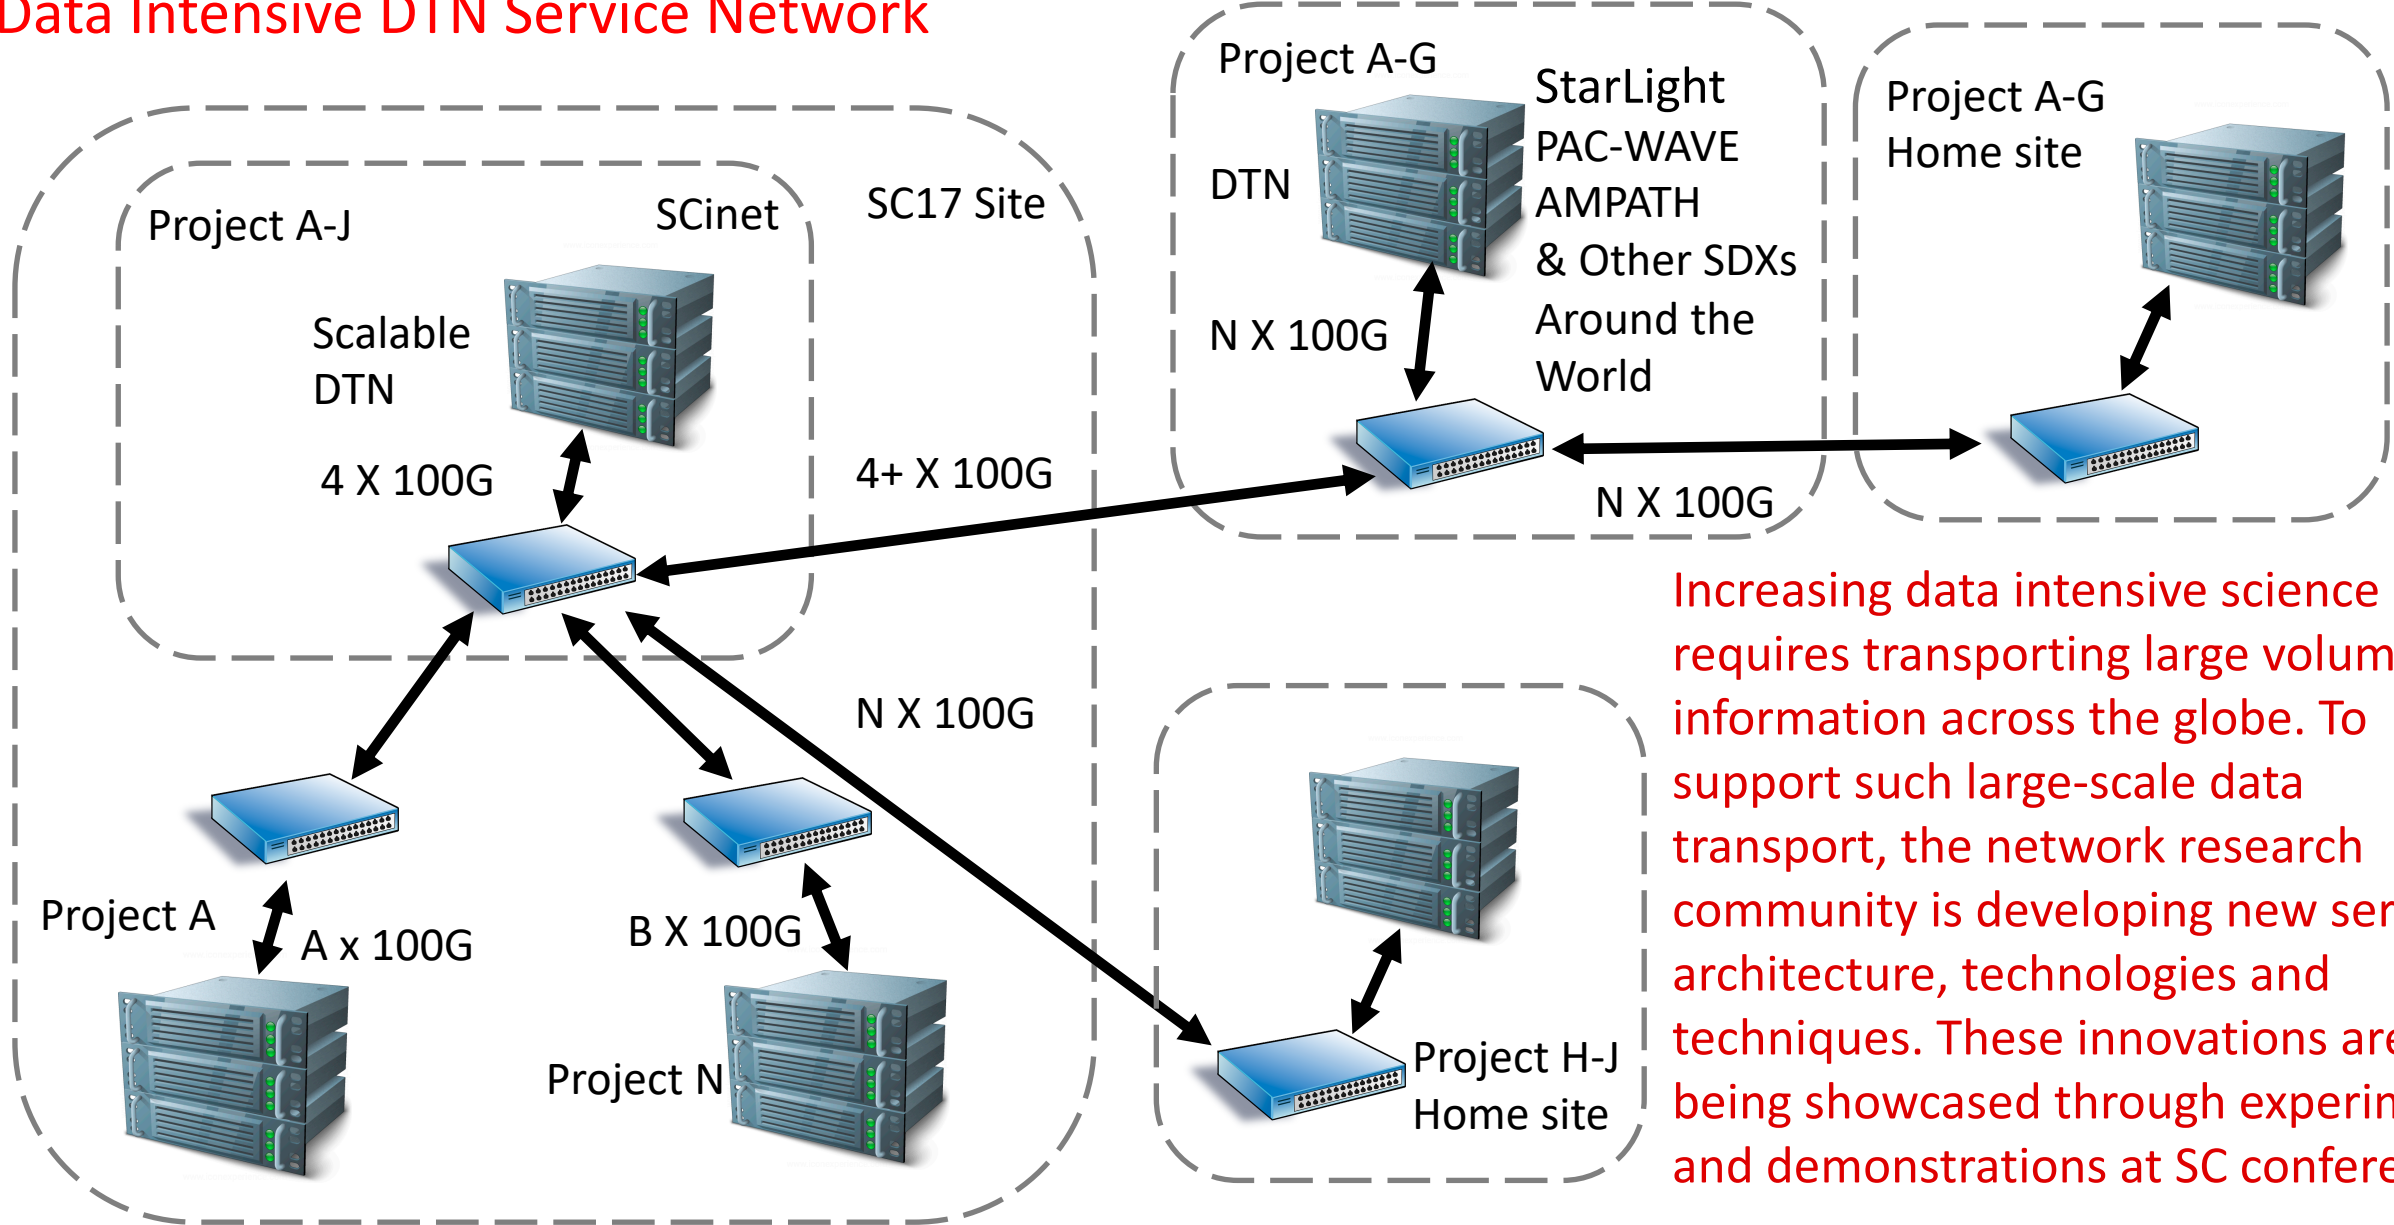 Data Intensive DTN Service Network
Project A-J
SCinet
SC17 Site
Scalable
DTN
4 X 100G
4+ X 100G
N X 100G
Project A
A x 100G
B X 100G
Project N
Project A-G
DTN
N X 100G
StarLight
PAC-WAVE
AMPATH
& Other SDXs
Around the
World
N X 100G
Project A-G
Home site
Project H-J
Home site
Increasing data intensive science
requires transporting large volum
information across the globe. To
support such large-scale data
transport, the network research
community is developing new ser
architecture, technologies and
techniques. These innovations are
being showcased through experim
and demonstrations at SC confere